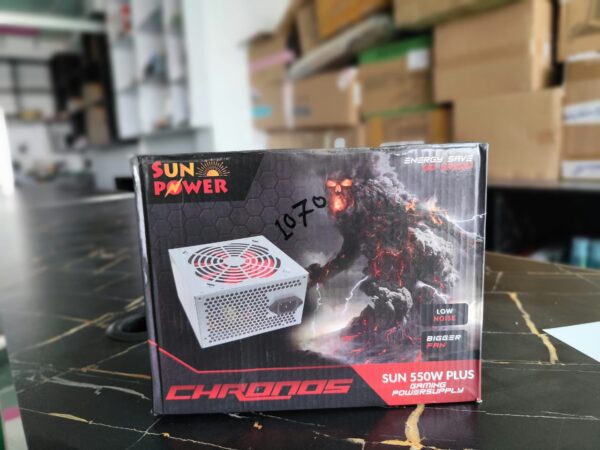 SUN
POWER
ENERGY SAVE
1070
LOW
NOISE
BIGGER
FAN
CHRONOS
SUN 550W PLUS
GAMING
POWERSUPPLY